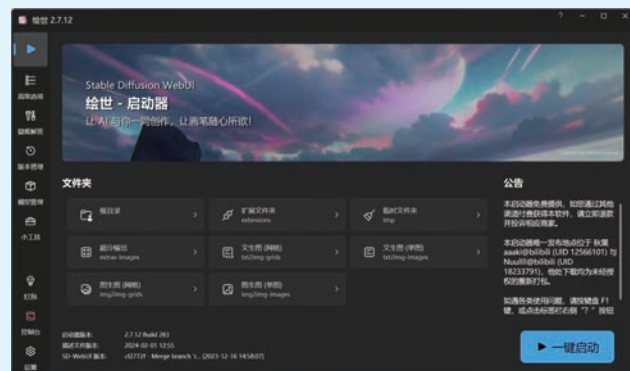 绘世 2.7.12
Stable Diffusion WebUI
绘世 - 启动器
让 AI 与你一同创作，让画笔随心所欲！
高级选项
疑难解答
版本管理
模型管理
小工具
灯泡
控制台
设置
文件夹
根目录
.
扩展文件夹
extensions
临时文件夹
tmp
超分输出
extras-images
文生图 (网格)
txt2img-grids
文生图 (单图)
txt2img-images
图生图 (网格)
img2img-grids
图生图 (单图)
img2img-images
公告
本启动器免费提供，如您通过其他
渠道付费获得本软件，请立即退款
并投诉相应商家。
本启动器唯一发布地点位于 秋葉
aaaki@bilibili (UID 12566101) 与
Nuullll@bilibili (UID
18233791)，他处下载均为未经授
权的重新打包。
如遇各类使用问题，请按键盘 F1
键，或点击标签栏右侧 "？" 按钮
启动器版本:
2.7.12 Build 283
描述文件版本:
2024-02-01 12:55
SD-WebUI 版本:
cf2772f - Merge branch 'r... (2023-12-16 14:58:07)
一键启动